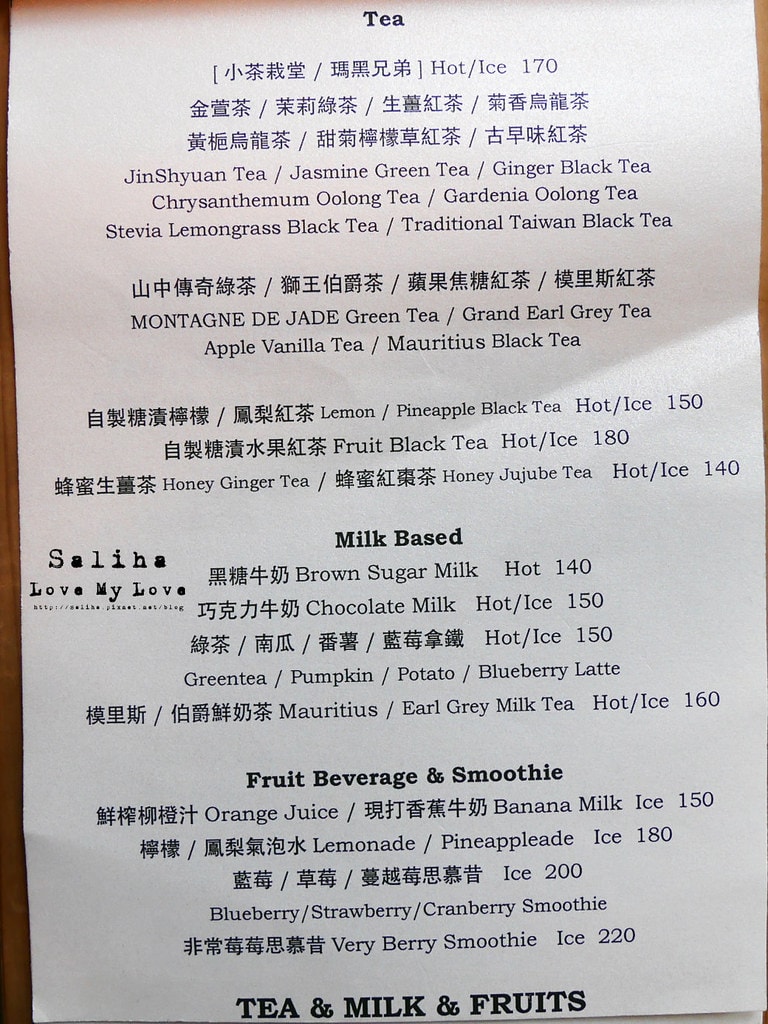 Tea
[ 小茶栽堂 / 瑪黑兄弟 ] Hot/Ice 170
金萱茶 / 茉莉綠茶 / 生薑紅茶 / 菊香烏龍茶
黃梔烏龍茶 / 甜菊檸檬草紅茶 / 古早味紅茶
JinShyuan Tea / Jasmine Green Tea / Ginger Black Tea
Chrysanthemum Oolong Tea / Gardenia Oolong Tea
Stevia Lemongrass Black Tea / Traditional Taiwan Black Tea
山中傳奇綠茶 / 獅王伯爵茶 / 蘋果焦糖紅茶 / 模里斯紅茶
MONTAGNE DE JADE Green Tea / Grand Earl Grey Tea
Apple Vanilla Tea / Mauritius Black Tea
自製糖漬檸檬 / 鳳梨紅茶 Lemon / Pineapple Black Tea Hot/Ice 150
自製糖漬水果紅茶 Fruit Black Tea Hot/Ice 180
蜂蜜生薑茶 Honey Ginger Tea / 蜂蜜紅棗茶 Honey Jujube Tea Hot/Ice 140
Milk Based
黑糖牛奶 Brown Sugar Milk Hot 140
巧克力牛奶 Chocolate Milk Hot/Ice 150
綠茶 / 南瓜 / 番薯 / 藍莓拿鐵 Hot/Ice 150
Greentea / Pumpkin / Potato / Blueberry Latte
模里斯 / 伯爵鮮奶茶 Mauritius / Earl Grey Milk Tea Hot/Ice 160
Saliha
Love My Love
http://saliha.pixnet.net/blog
Fruit Beverage & Smoothie
鮮榨柳橙汁 Orange Juice / 現打香蕉牛奶 Banana Milk Ice 150
檸檬 / 鳳梨氣泡水 Lemonade / Pineappleade Ice 180
藍莓 / 草莓 / 蔓越莓思慕昔 Ice 200
Blueberry/Strawberry/Cranberry Smoothie
非常莓莓思慕昔 Very Berry Smoothie Ice 220
TEA & MILK & FRUITS